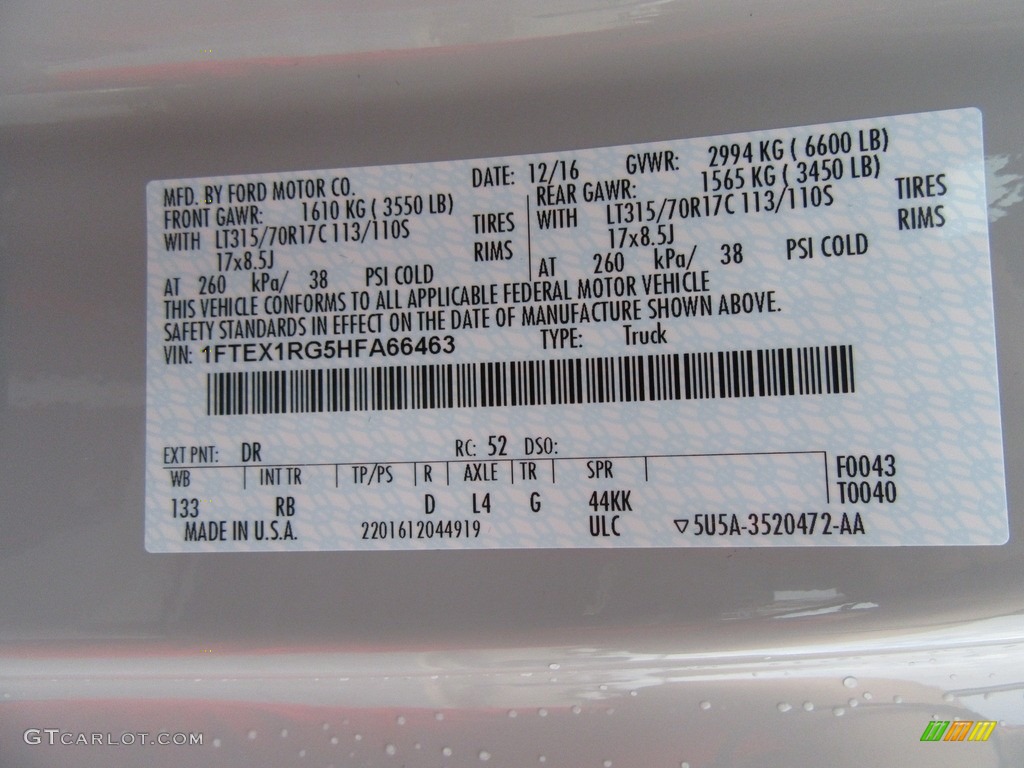 MFD. BY FORD MOTOR CO. DATE: 12/16 GVWR: 2994 KG ( 6600 LB)
FRONT GAWR: 1610 KG ( 3550 LB) REAR GAWR: 1565 KG ( 3450 LB)
WITH LT315/70R17C 113/110S TIRES WITH LT315/70R17C 113/110S TIRES
17x8.5J RIMS 17x8.5J RIMS
AT 260 kPa/ 38 PSI COLD AT 260 kPa/ 38 PSI COLD
THIS VEHICLE CONFORMS TO ALL APPLICABLE FEDERAL MOTOR VEHICLE
SAFETY STANDARDS IN EFFECT ON THE DATE OF MANUFACTURE SHOWN ABOVE.
VIN: 1FTEX1RG5HFA66463 TYPE: Truck
EXT PNT: DR RC: 52 DSO:
WB INT TR TP/PS R AXLE TR SPR F0043
133 RB D L4 G 44KK T0040
MADE IN U.S.A. 2201612044919 ULC ▽5U5A-3520472-AA
GTCARLOT.COM